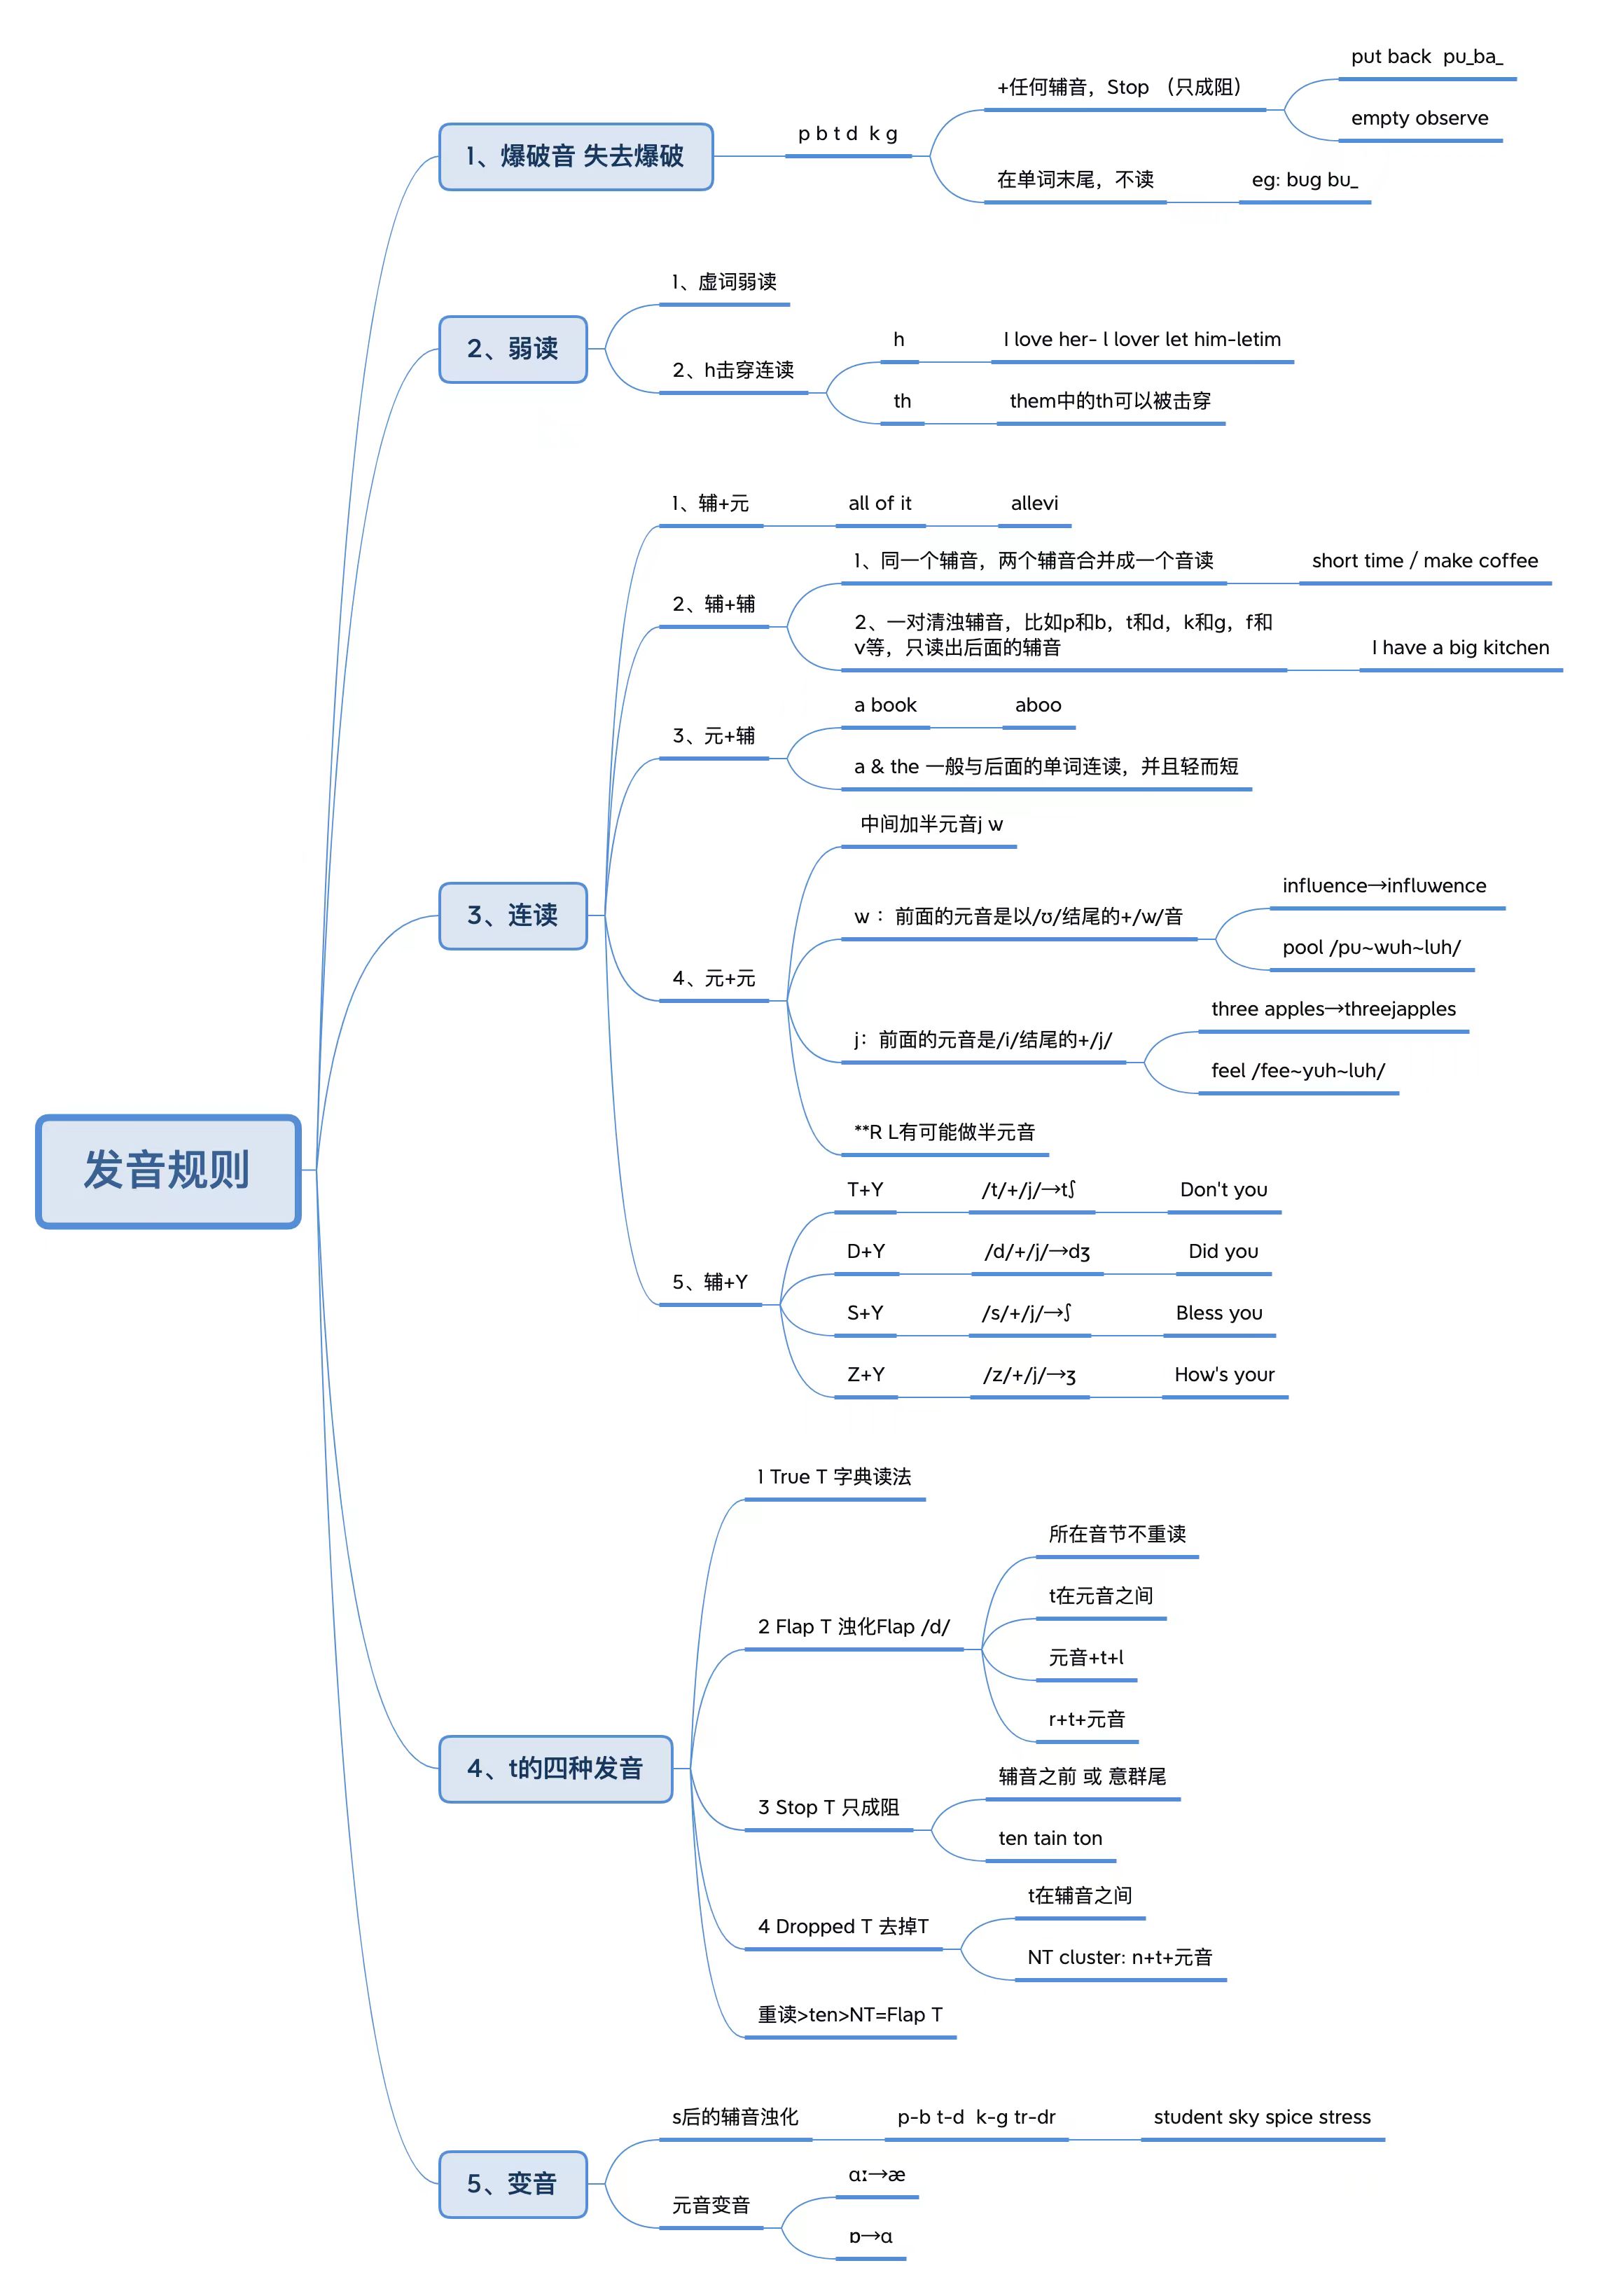 发音规则
1、爆破音 失去爆破
p b t d  k g
+任何辅音，Stop （只成阻）
put back  pu_ba_
empty observe
在单词末尾，不读
eg: bug bu_
2、弱读
1、虚词弱读
2、h击穿连读
h
I love her- l lover let him-letim
th
them中的th可以被击穿
3、连读
1、辅+元
all of it
allevi
2、辅+辅
1、同一个辅音，两个辅音合并成一个音读
short time / make coffee
2、一对清浊辅音，比如p和b，t和d，k和g，f和
v等，只读出后面的辅音
I have a big kitchen
3、元+辅
a book
aboo
a & the 一般与后面的单词连读，并且轻而短
4、元+元
中间加半元音j w
w ：前面的元音是以/ʊ/结尾的+/w/音
influence→influwence
pool /pu~wuh~luh/
j：前面的元音是/i/结尾的+/j/
three apples→threejapples
feel /fee~yuh~luh/
**R L有可能做半元音
5、辅+Y
T+Y
/t/+/j/→tʃ
Don't you
D+Y
/d/+/j/→dʒ
Did you
S+Y
/s/+/j/→ʃ
Bless you
Z+Y
/z/+/j/→ʒ
How's your
4、t的四种发音
1 True T 字典读法
2 Flap T 浊化Flap /d/
所在音节不重读
t在元音之间
元音+t+l
r+t+元音
3 Stop T 只成阻
辅音之前 或 意群尾
ten tain ton
4 Dropped T 去掉T
t在辅音之间
NT cluster: n+t+元音
重读>ten>NT=Flap T
5、变音
s后的辅音浊化
p-b t-d  k-g tr-dr
student sky spice stress
元音变音
ɑː→æ
ɒ→ɑ